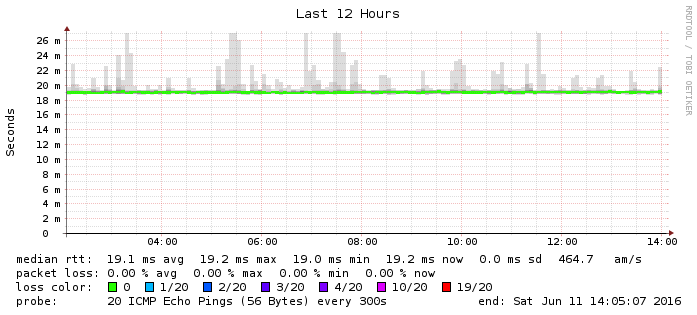 Last 12 Hours
RRDTOOL / TOBI OETIKER
Seconds
26 m
24 m
22 m
20 m
18 m
16 m
14 m
12 m
10 m
8 m
6 m
4 m
2 m
0
04:00 06:00 08:00 10:00 12:00 14:00
median rtt: 19.1 ms avg 19.2 ms max 19.0 ms min 19.2 ms now 0.0 ms sd 464.7 am/s
packet loss: 0.00 % avg 0.00 % max 0.00 % min 0.00 % now
loss color: 0 1/20 2/20 3/20 4/20 10/20 19/20
probe: 20 ICMP Echo Pings (56 Bytes) every 300s end: Sat Jun 11 14:05:07 2016